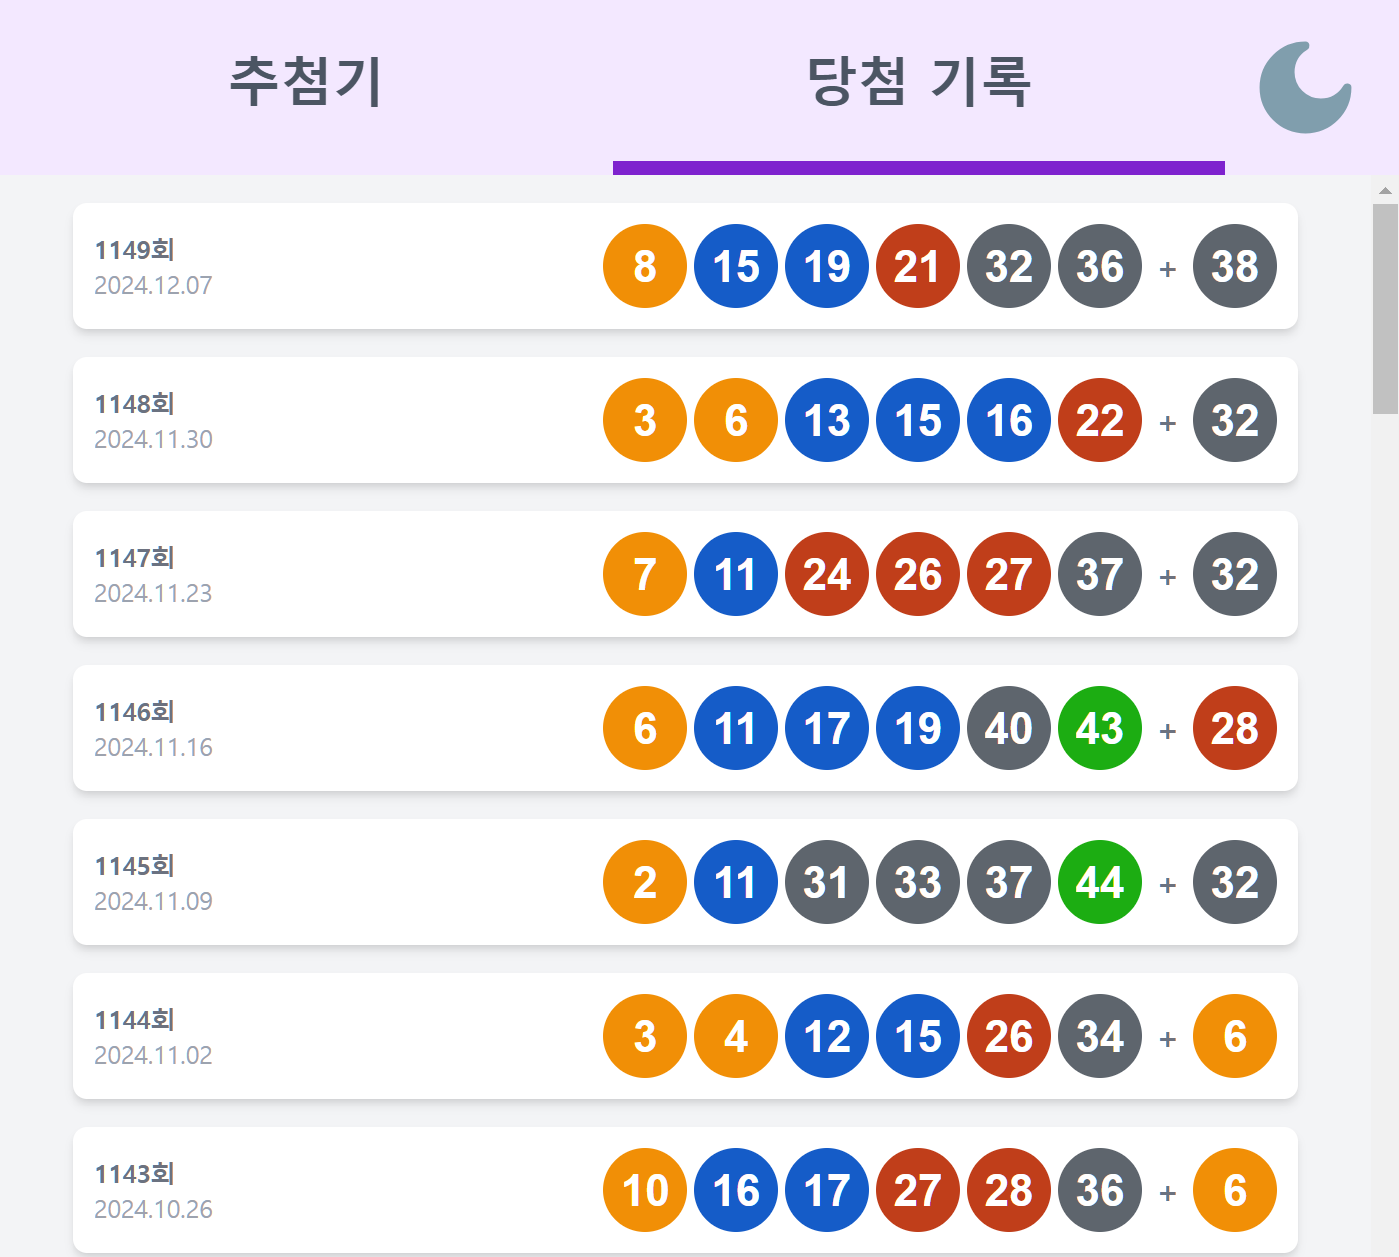 추첨기 당첨 기록
1149회
2024.12.07
8 15 19 21 32 36 + 38
1148회
2024.11.30
3 6 13 15 16 22 + 32
1147회
2024.11.23
7 11 24 26 27 37 + 32
1146회
2024.11.16
6 11 17 19 40 43 + 28
1145회
2024.11.09
2 11 31 33 37 44 + 32
1144회
2024.11.02
3 4 12 15 26 34 + 6
1143회
2024.10.26
10 16 17 27 28 36 + 6